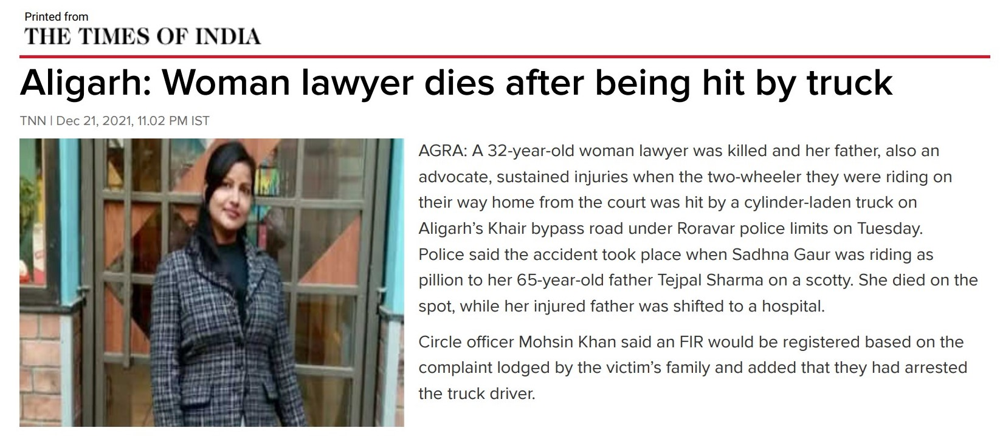 Printed from
THE TIMES OF INDIA
Aligarh: Woman lawyer dies after being hit by truck
TNN | Dec 21, 2021, 11.02 PM IST
AGRA: A 32-year-old woman lawyer was killed and her father, also an
advocate, sustained injuries when the two-wheeler they were riding on
their way home from the court was hit by a cylinder-laden truck on
Aligarh’s Khair bypass road under Roravar police limits on Tuesday.
Police said the accident took place when Sadhna Gaur was riding as
pillion to her 65-year-old father Tejpal Sharma on a scotty. She died on the
spot, while her injured father was shifted to a hospital.
Circle officer Mohsin Khan said an FIR would be registered based on the
complaint lodged by the victim’s family and added that they had arrested
the truck driver.